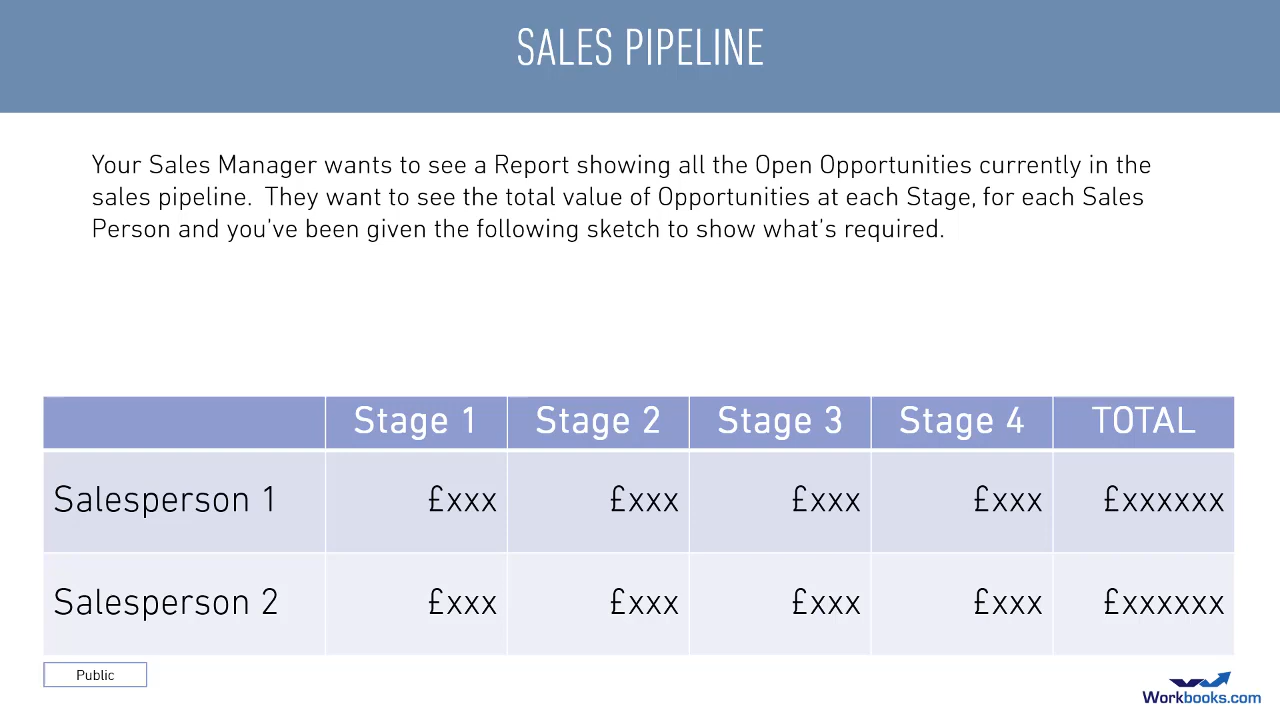 SALES PIPELINE
Your Sales Manager wants to see a Report showing all the Open Opportunities currently in the
sales pipeline.  They want to see the total value of Opportunities at each Stage, for each Sales
Person and you've been given the following sketch to show what's required.
Stage 1 Stage 2 Stage 3 Stage 4 TOTAL
Salesperson 1 £xxx £xxx £xxx £xxx £xxxxxx
Salesperson 2 £xxx £xxx £xxx £xxx £xxxxxx
Public
Workbooks.com